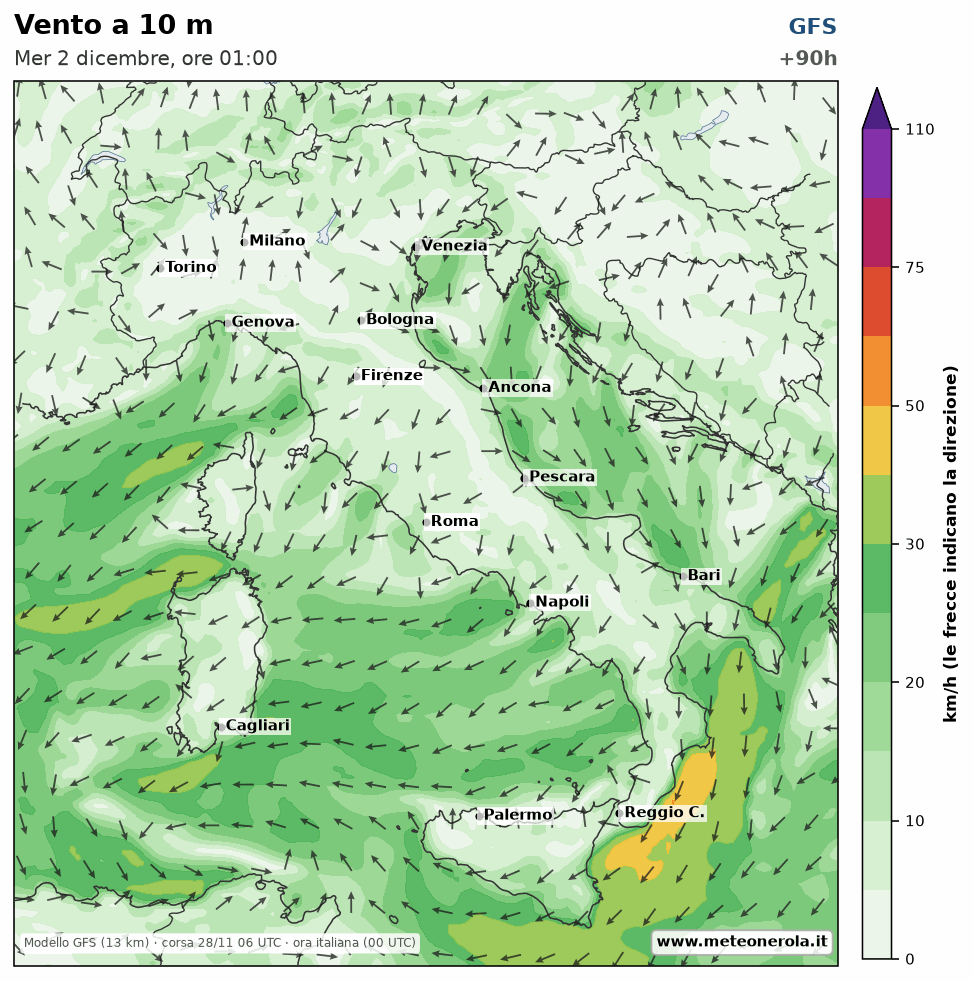 Vento a 10 m
GFS
Mer 2 dicembre, ore 01:00
+90h
110
75
50
30
20
10
0
km/h (le frecce indicano la direzione)
Milano
Venezia
Torino
Genova
Bologna
Firenze
Ancona
Pescara
Roma
Bari
Napoli
Cagliari
Palermo
Reggio C.
Modello GFS (13 km) · corsa 28/11 06 UTC · ora italiana (00 UTC)
www.meteonerola.it